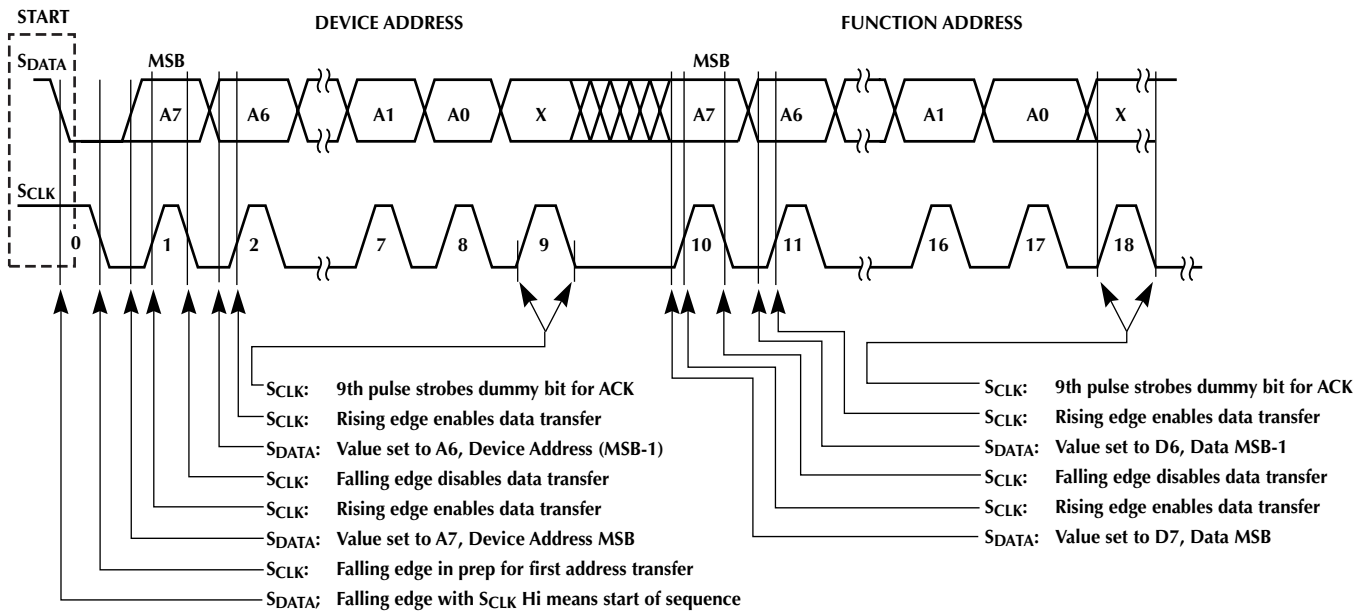 START
DEVICE ADDRESS
FUNCTION ADDRESS
SDATA
MSB
MSB
A7 A6 A1 A0 X A7 A6 A1 A0 X
SCLK
0 1 2 7 8 9 10 11 16 17 18
SCLK: 9th pulse strobes dummy bit for ACK
SCLK: Rising edge enables data transfer
SDATA: Value set to A6, Device Address (MSB-1)
SCLK: Falling edge disables data transfer
SCLK: Rising edge enables data transfer
SDATA: Value set to A7, Device Address MSB
SCLK: Falling edge in prep for first address transfer
SDATA; Falling edge with SCLK Hi means start of sequence
SCLK: 9th pulse strobes dummy bit for ACK
SCLK: Rising edge enables data transfer
SDATA: Value set to D6, Data MSB-1
SCLK: Falling edge disables data transfer
SCLK: Rising edge enables data transfer
SDATA: Value set to D7, Data MSB